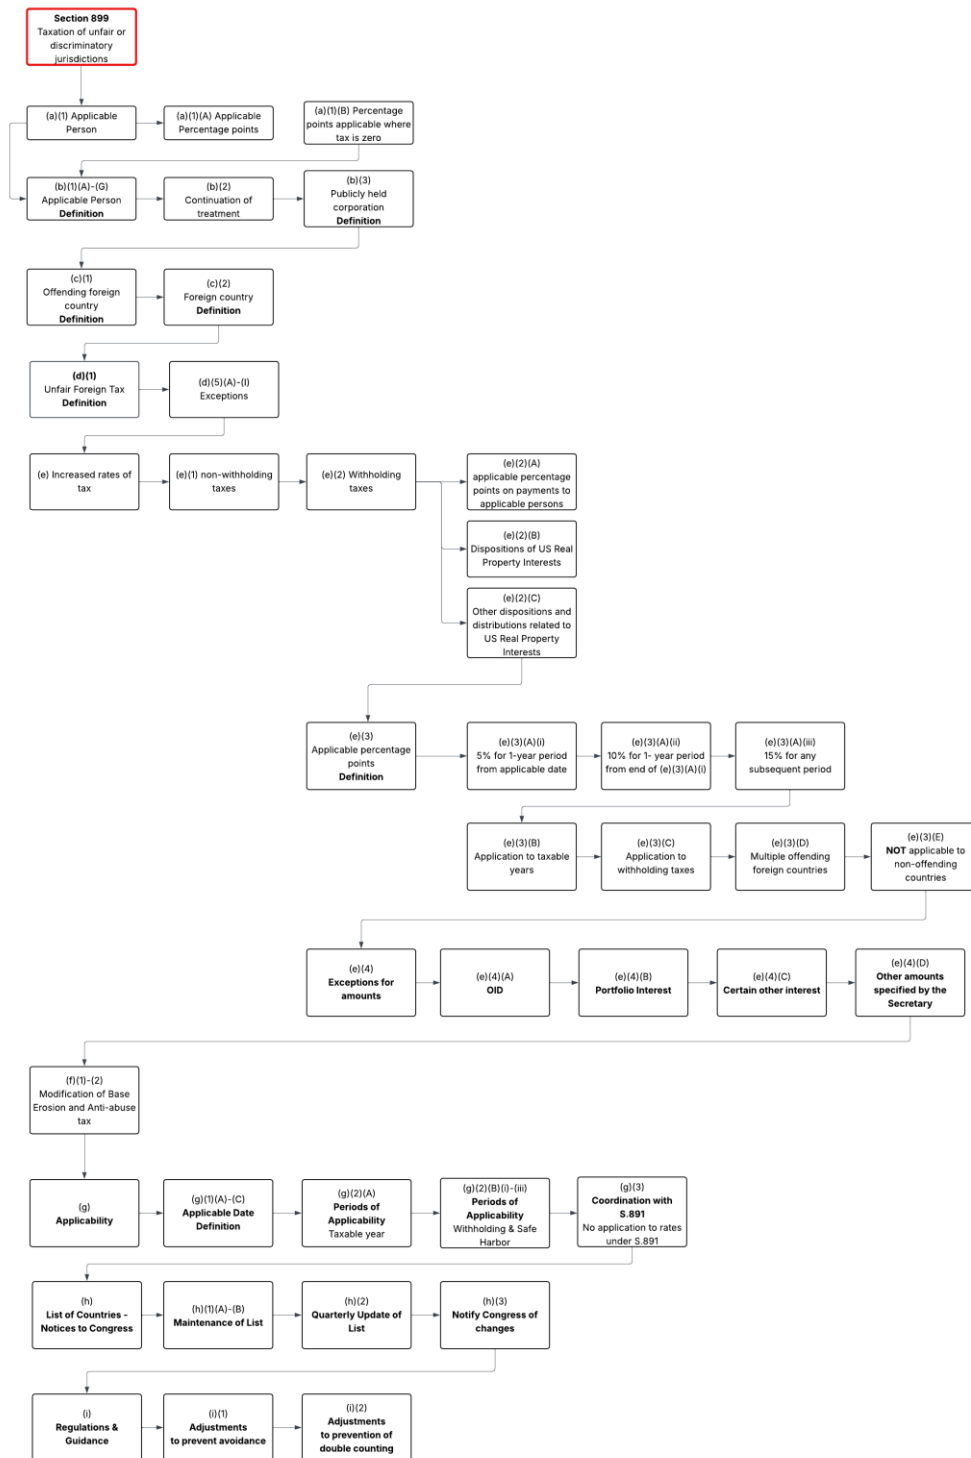 Section 899
Taxation of unfair or
discriminatory
jurisdictions
(a)(1) Applicable
Person
(a)(1)(A) Applicable
Percentage points
(a)(1)(B) Percentage
points applicable where
tax is zero
(b)(1)(A)-(G)
Applicable Person
Definition
(b)(2)
Continuation of
treatment
(b)(3)
Publicly held
corporation
Definition
(c)(1)
Offending foreign
country
Definition
(c)(2)
Foreign country
Definition
(d)(1)
Unfair Foreign Tax
Definition
(d)(5)(A)-(I)
Exceptions
(e) Increased rates of
tax
(e)(1) non-withholding
taxes
(e)(2) Withholding
taxes
(e)(2)(A)
applicable percentage
points on payments to
applicable persons
(e)(2)(B)
Dispositions of US Real
Property Interests
(e)(2)(C)
Other dispositions and
distributions related to
US Real Property
Interests
(e)(3)
Applicable percentage
points
Definition
(e)(3)(A)(i)
5% for 1-year period
from applicable date
(e)(3)(A)(ii)
10% for 1- year period
from end of (e)(3)(A)(i)
(e)(3)(A)(iii)
15% for any
subsequent period
(e)(3)(B)
Application to taxable
years
(e)(3)(C)
Application to
withholding taxes
(e)(3)(D)
Multiple offending
foreign countries
(e)(3)(E)
NOT applicable to
non-offending
countries
(e)(4)
Exceptions for
amounts
(e)(4)(A)
OID
(e)(4)(B)
Portfolio Interest
(e)(4)(C)
Certain other interest
(e)(4)(D)
Other amounts
specified by the
Secretary
(f)(1)-(2)
Modification of Base
Erosion and Anti-abuse
tax
(g)
Applicability
(g)(1)(A)-(C)
Applicable Date
Definition
(g)(2)(A)
Periods of
Applicability
Taxable year
(g)(2)(B)(i)-(iii)
Periods of
Applicability
Withholding & Safe
Harbor
(g)(3)
Coordination with
S.891
No application to rates
under S.891
(h)
List of Countries -
Notices to Congress
(h)(1)(A)-(B)
Maintenance of List
(h)(2)
Quarterly Update of
List
(h)(3)
Notify Congress of
changes
(i)
Regulations &
Guidance
(i)(1)
Adjustments
to prevent avoidance
(i)(2)
Adjustments
to prevention of
double counting